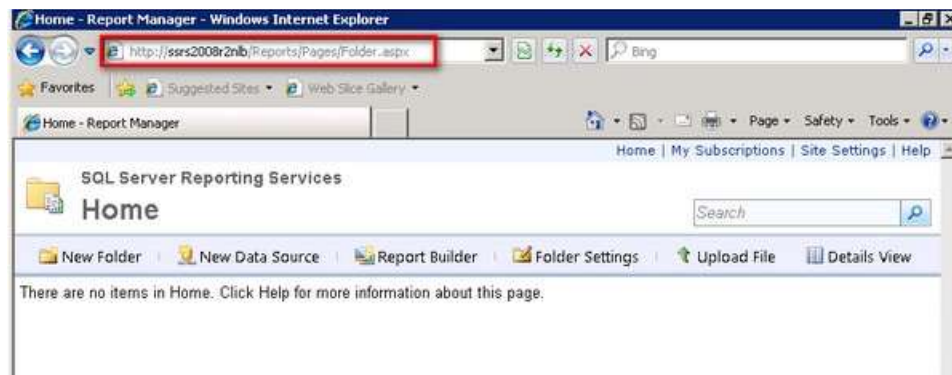 Home - Report Manager - Windows Internet Explorer
http://ssrs2008r2nlb/Reports/Pages/Folder.aspx
Bing
Favorites Suggested Sites Web Slice Gallery
Home - Report Manager Page Safety Tools
Home | My Subscriptions | Site Settings | Help
SQL Server Reporting Services
Home
Search
New Folder New Data Source Report Builder Folder Settings Upload File Details View
There are no items in Home. Click Help for more information about this page.